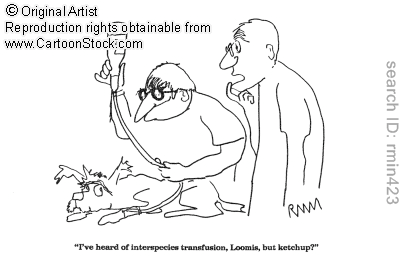 © Original Artist
Reproduction rights obtainable from
www.CartoonStock.com
search ID: rmin423
RMM
"I've heard of interspecies transfusion, Loomis, but ketchup?"